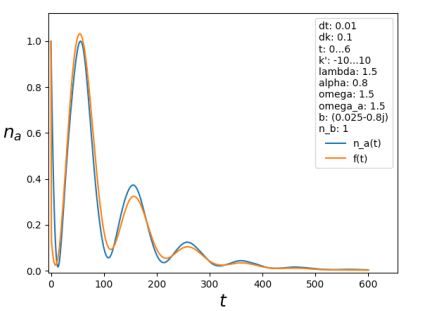 dt: 0.01
dk: 0.1
t: 0...6
k': -10...10
lambda: 1.5
alpha: 0.8
omega: 1.5
omega_a: 1.5
b: (0.025-0.8j)
n_b: 1
n_a(t)
f(t)
1.0
0.8
0.6
0.4
0.2
0.0
n_a
0 100 200 300 400 500 600
t